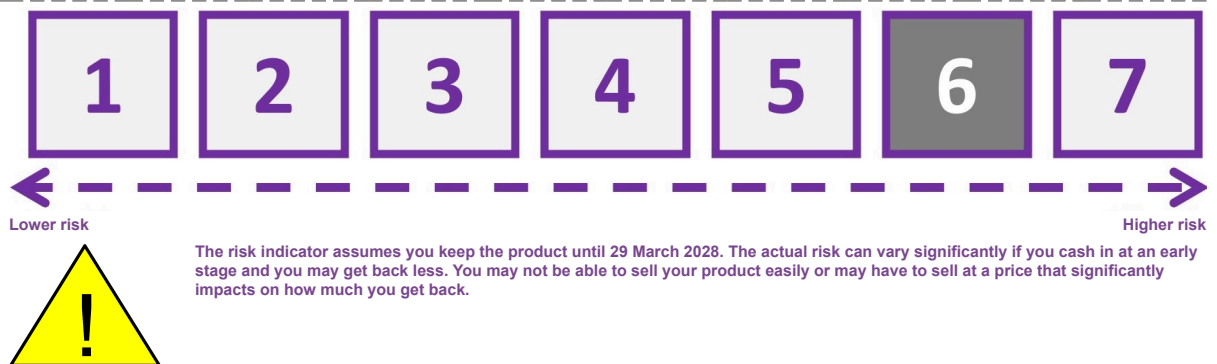 1 2 3 4 5 6 7
Lower risk Higher risk
The risk indicator assumes you keep the product until 29 March 2028. The actual risk can vary significantly if you cash in at an early
stage and you may get back less. You may not be able to sell your product easily or may have to sell at a price that significantly
impacts on how much you get back.
!